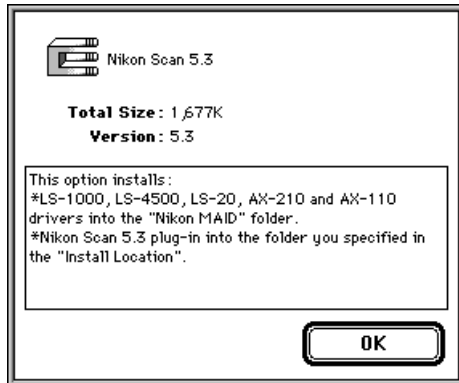 Nikon Scan 5.3
Total Size: 1,677K
Version: 5.3
This option installs:
*LS-1000, LS-4500, LS-20, AX-210 and AX-110
drivers into the "Nikon MAID" folder.
*Nikon Scan 5.3 plug-in into the folder you specified in
the "Install Location".
OK